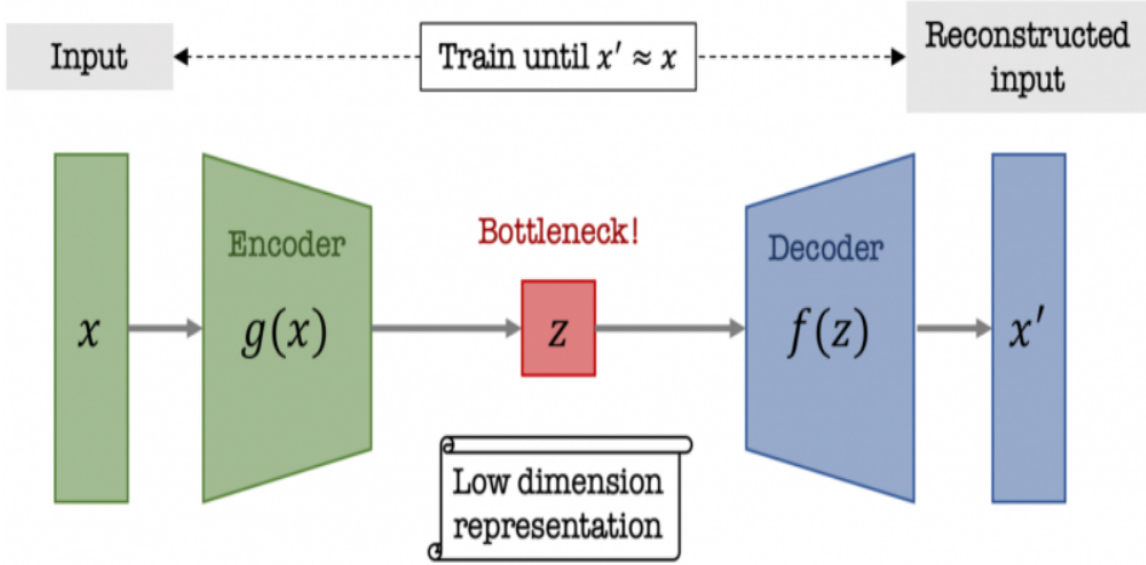 Input
Train until x′ ≈ x
Reconstructed
input
Encoder
Bottleneck!
Decoder
x
g(x)
z
f(z)
x′
Low dimension
representation